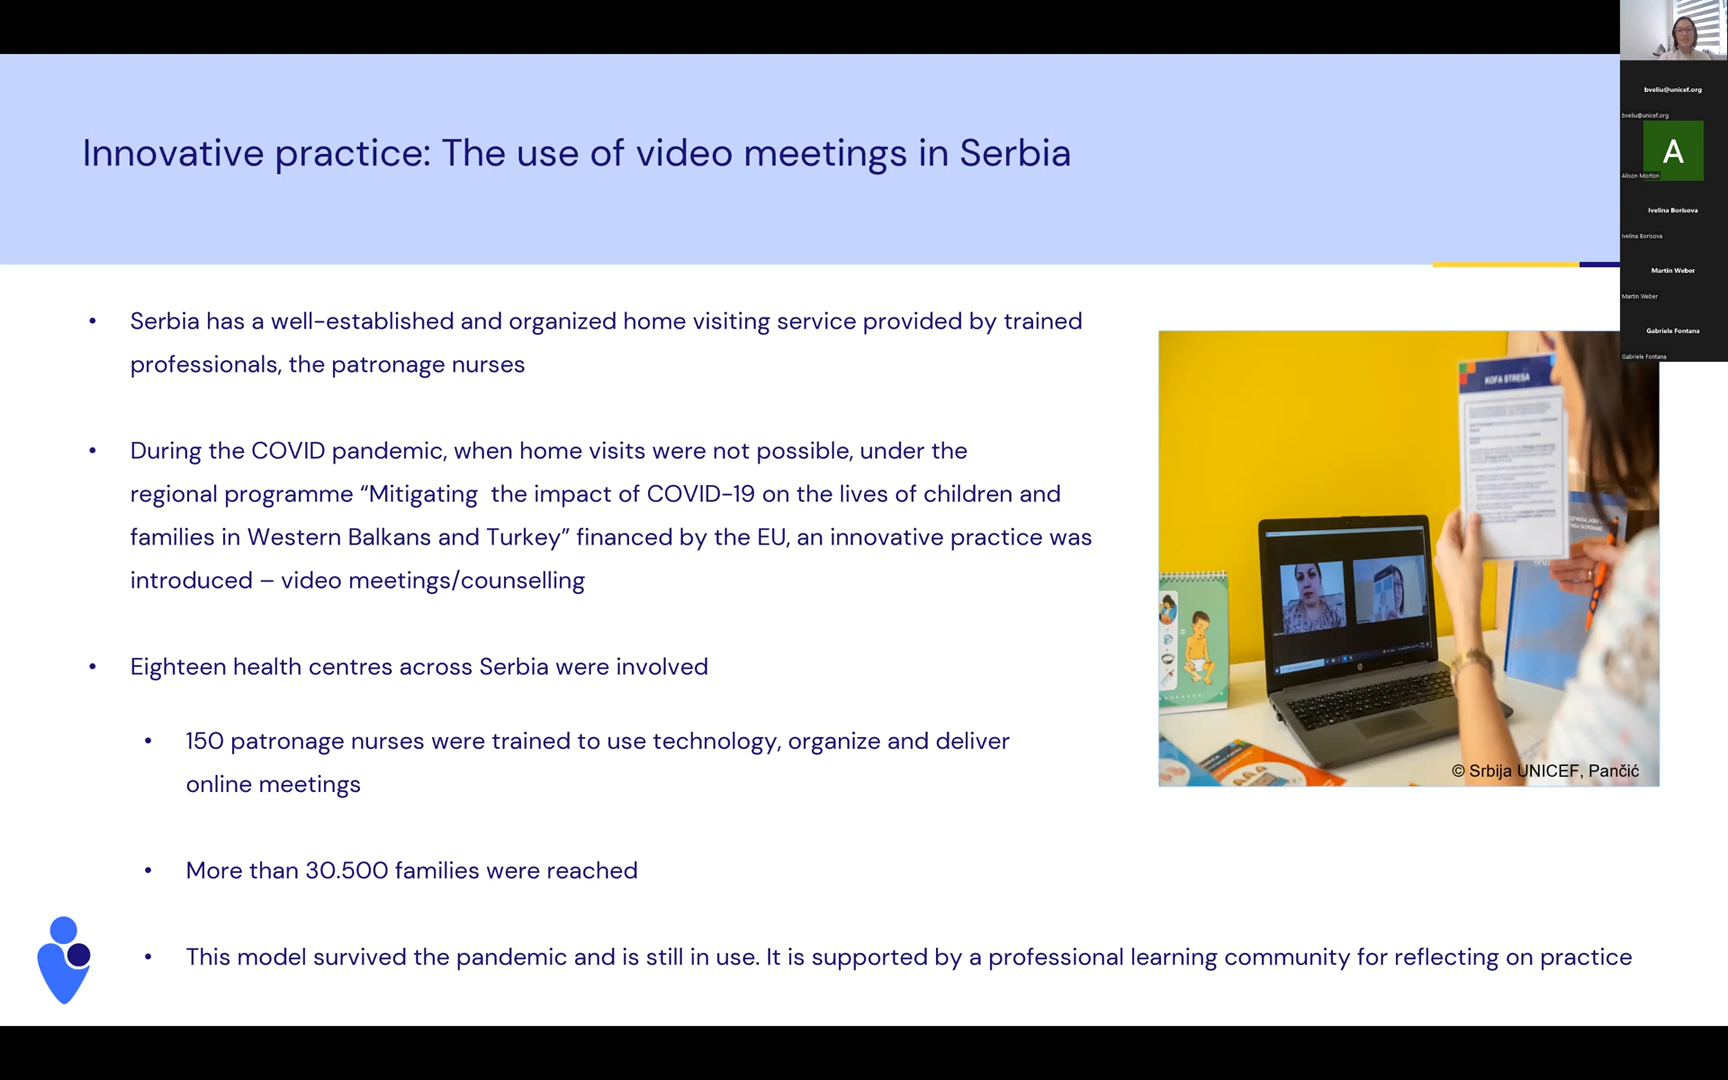 Innovative practice: The use of video meetings in Serbia
• Serbia has a well-established and organized home visiting service provided by trained
professionals, the patronage nurses
• During the COVID pandemic, when home visits were not possible, under the
regional programme “Mitigating  the impact of COVID-19 on the lives of children and
families in Western Balkans and Turkey” financed by the EU, an innovative practice was
introduced – video meetings/counselling
• Eighteen health centres across Serbia were involved
• 150 patronage nurses were trained to use technology, organize and deliver
online meetings
• More than 30.500 families were reached
• This model survived the pandemic and is still in use. It is supported by a professional learning community for reflecting on practice
KOFA STRESA
© Srbija UNICEF, Pančić
bveliu@unicef.org
bveliu@unicef.org
A
Alison Morton
Ivelina Borisova
Ivelina Borisova
Martin Weber
Martin Weber
Gabriele Fontana
Gabriele Fontana